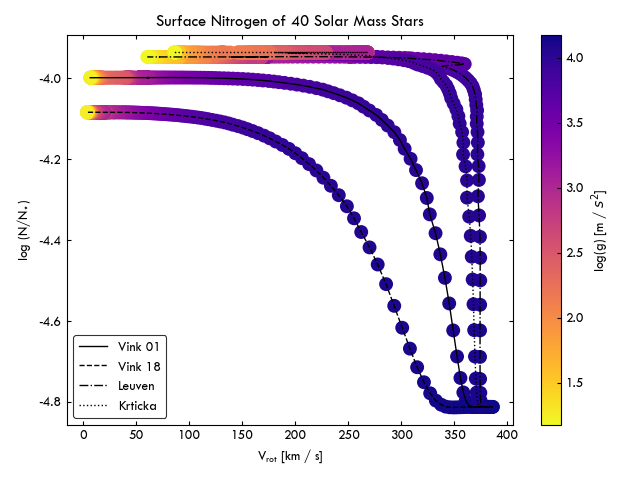 Surface Nitrogen of 40 Solar Mass Stars
log (N/N⋆)
-4.0
-4.2
-4.4
-4.6
-4.8
Vink 01
Vink 18
Leuven
Krticka
0 50 100 150 200 250 300 350 400
V_rot [km / s]
4.0
3.5
3.0
2.5
2.0
1.5
log(g) [m / s²]